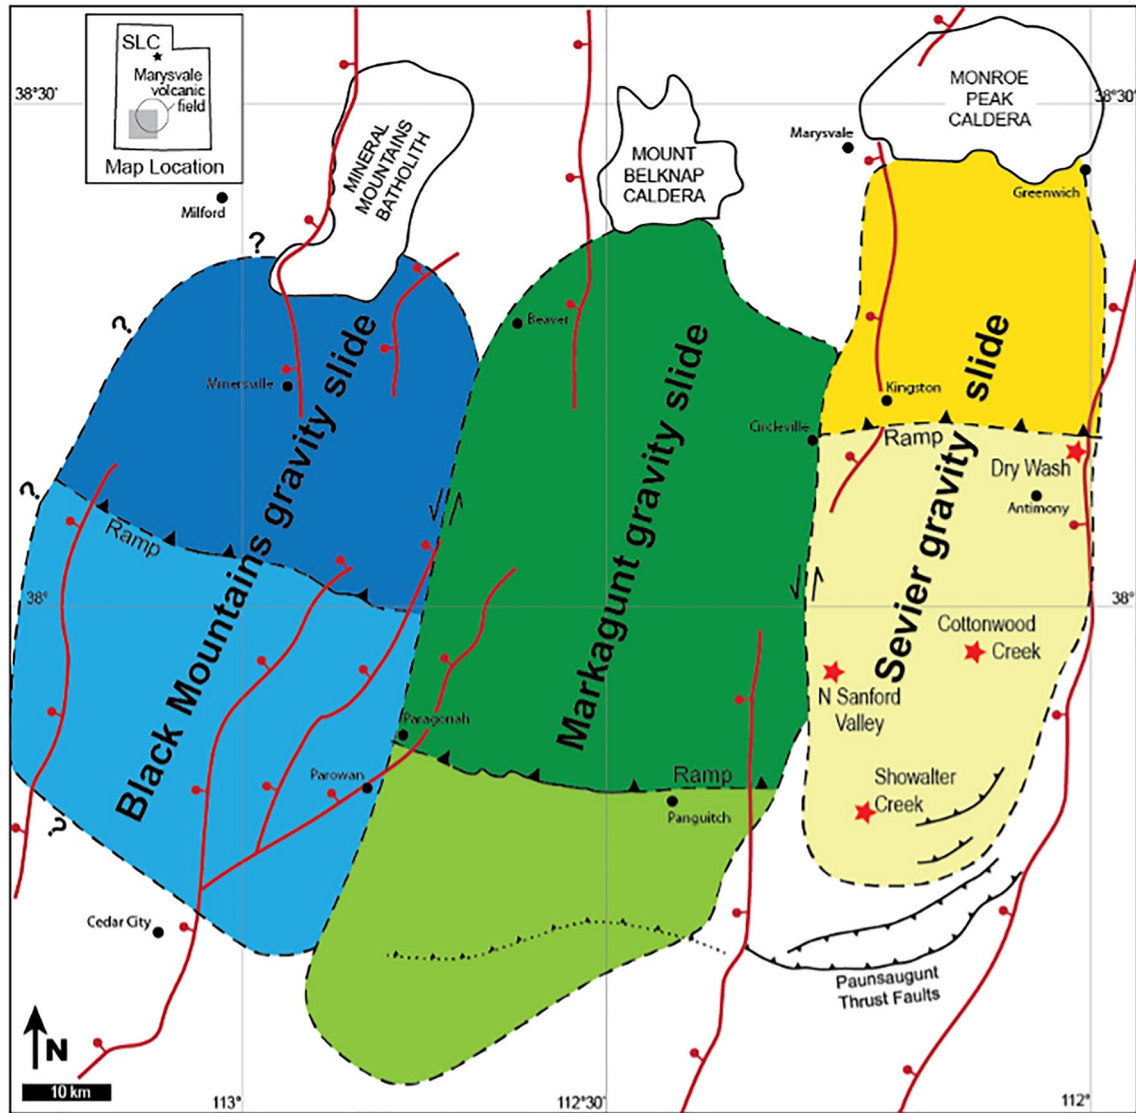 SLC
Marysvale
volcanic
field
Map Location
38°30'
38°30'
MONROE
PEAK
CALDERA
Marysvale
MINERAL
MOUNTAINS
BATHOLITH
MOUNT
BELKNAP
CALDERA
Milford
Greenwich
?
?
Beaver
Minersville
Kingston
Circleville
Ramp
Dry Wash
Antimony
?
Ramp
Black Mountains gravity slide
Markagunt gravity slide
Sevier gravity slide
38°
38°
Cottonwood
Creek
N Sanford
Valley
Paragonah
Parowan
Ramp
Panguitch
Showalter
Creek
?
Cedar City
Paunsaugunt
Thrust Faults
N
10 km
113°
112°30'
112°